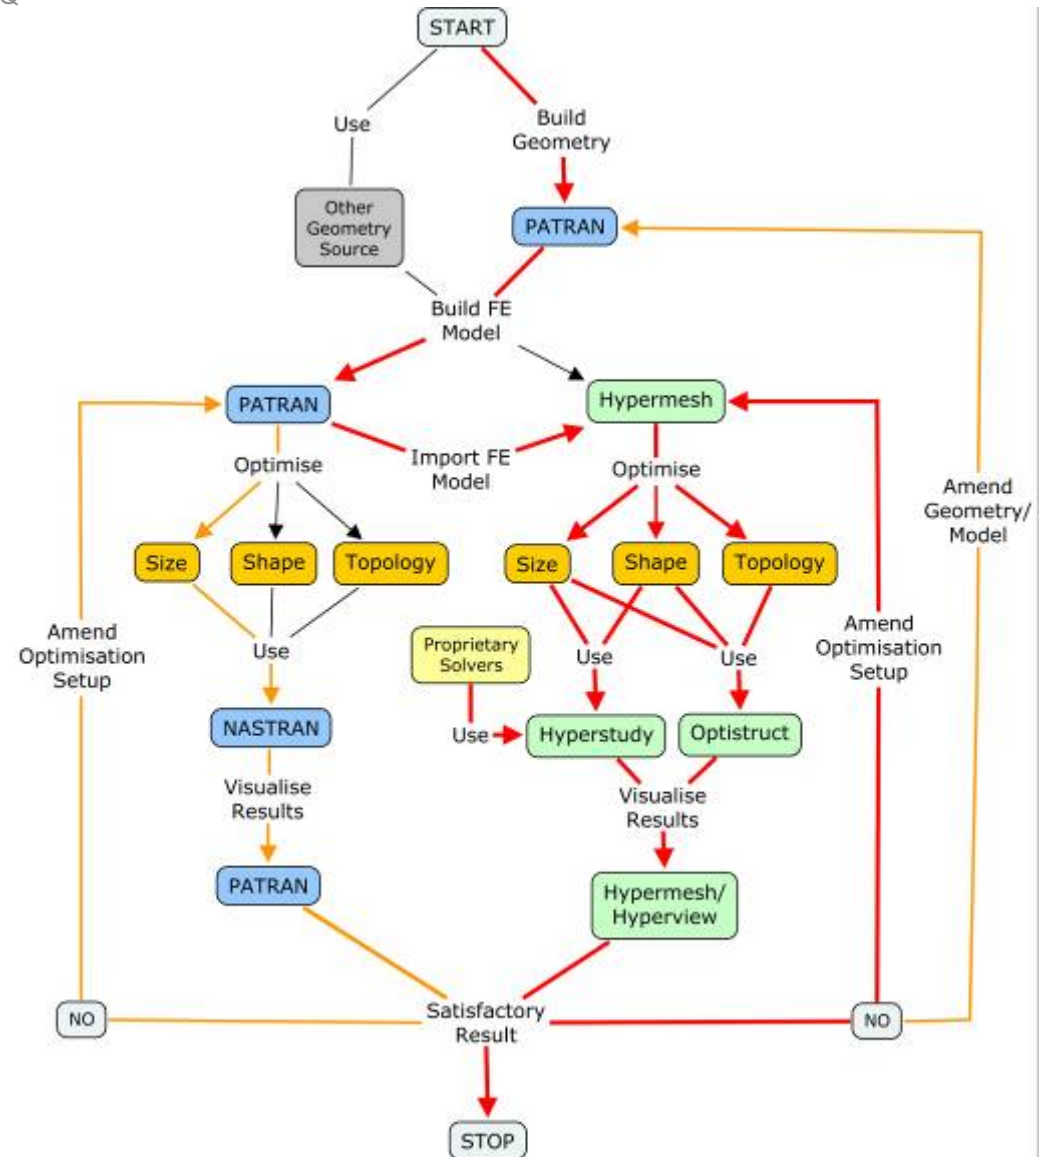 START
Use
Build
Geometry
Other
Geometry
Source
PATRAN
Build FE
Model
PATRAN
Hypermesh
Import FE
Model
Optimise
Optimise
Amend
Geometry/
Model
Size
Shape
Topology
Size
Shape
Topology
Amend
Optimisation
Setup
Use
Proprietary
Solvers
Use
Use
Amend
Optimisation
Setup
NASTRAN
Use
Hyperstudy
Optistruct
Visualise
Results
Visualise
Results
PATRAN
Hypermesh/
Hyperview
NO
Satisfactory
Result
NO
STOP